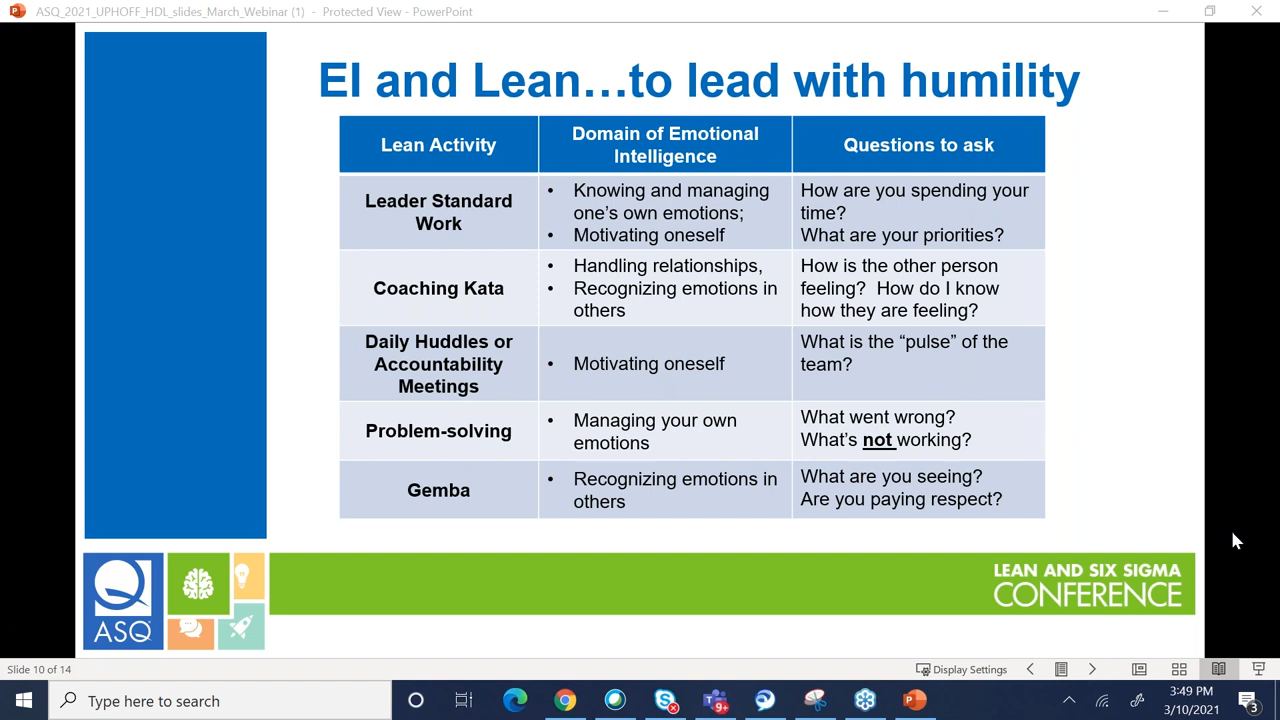 ASQ_2021_UPHOFF_HDL_slides_March_Webinar (1) - Protected View - PowerPoint
EI and Lean…to lead with humility
Lean Activity
Domain of Emotional
Intelligence
Questions to ask
Leader Standard
Work
• Knowing and managing
one's own emotions;
• Motivating oneself
How are you spending your
time?
What are your priorities?
Coaching Kata
• Handling relationships,
• Recognizing emotions in
others
How is the other person
feeling? How do I know
how they are feeling?
Daily Huddles or
Accountability
Meetings
• Motivating oneself
What is the “pulse” of the
team?
Problem-solving
• Managing your own
emotions
What went wrong?
What's not working?
Gemba
• Recognizing emotions in
others
What are you seeing?
Are you paying respect?
ASQ
LEAN AND SIX SIGMA
CONFERENCE
Slide 10 of 14
Display Settings
Type here to search
9+
3:49 PM
3/10/2021
3